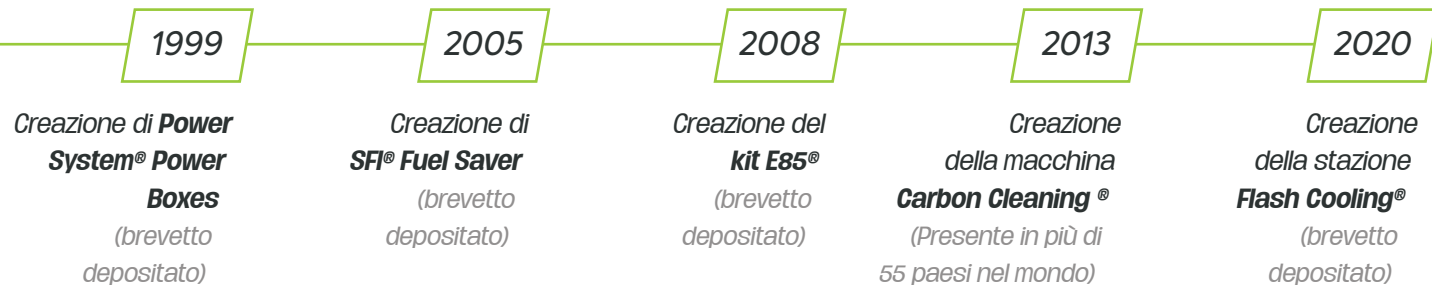 1999
Creazione di Power
System® Power
Boxes
(brevetto
depositato)
2005
Creazione di
SFI® Fuel Saver
(brevetto
depositato)
2008
Creazione del
kit E85®
(brevetto
depositato)
2013
Creazione
della macchina
Carbon Cleaning ®
(Presente in più di
55 paesi nel mondo)
2020
Creazione
della stazione
Flash Cooling®
(brevetto
depositato)